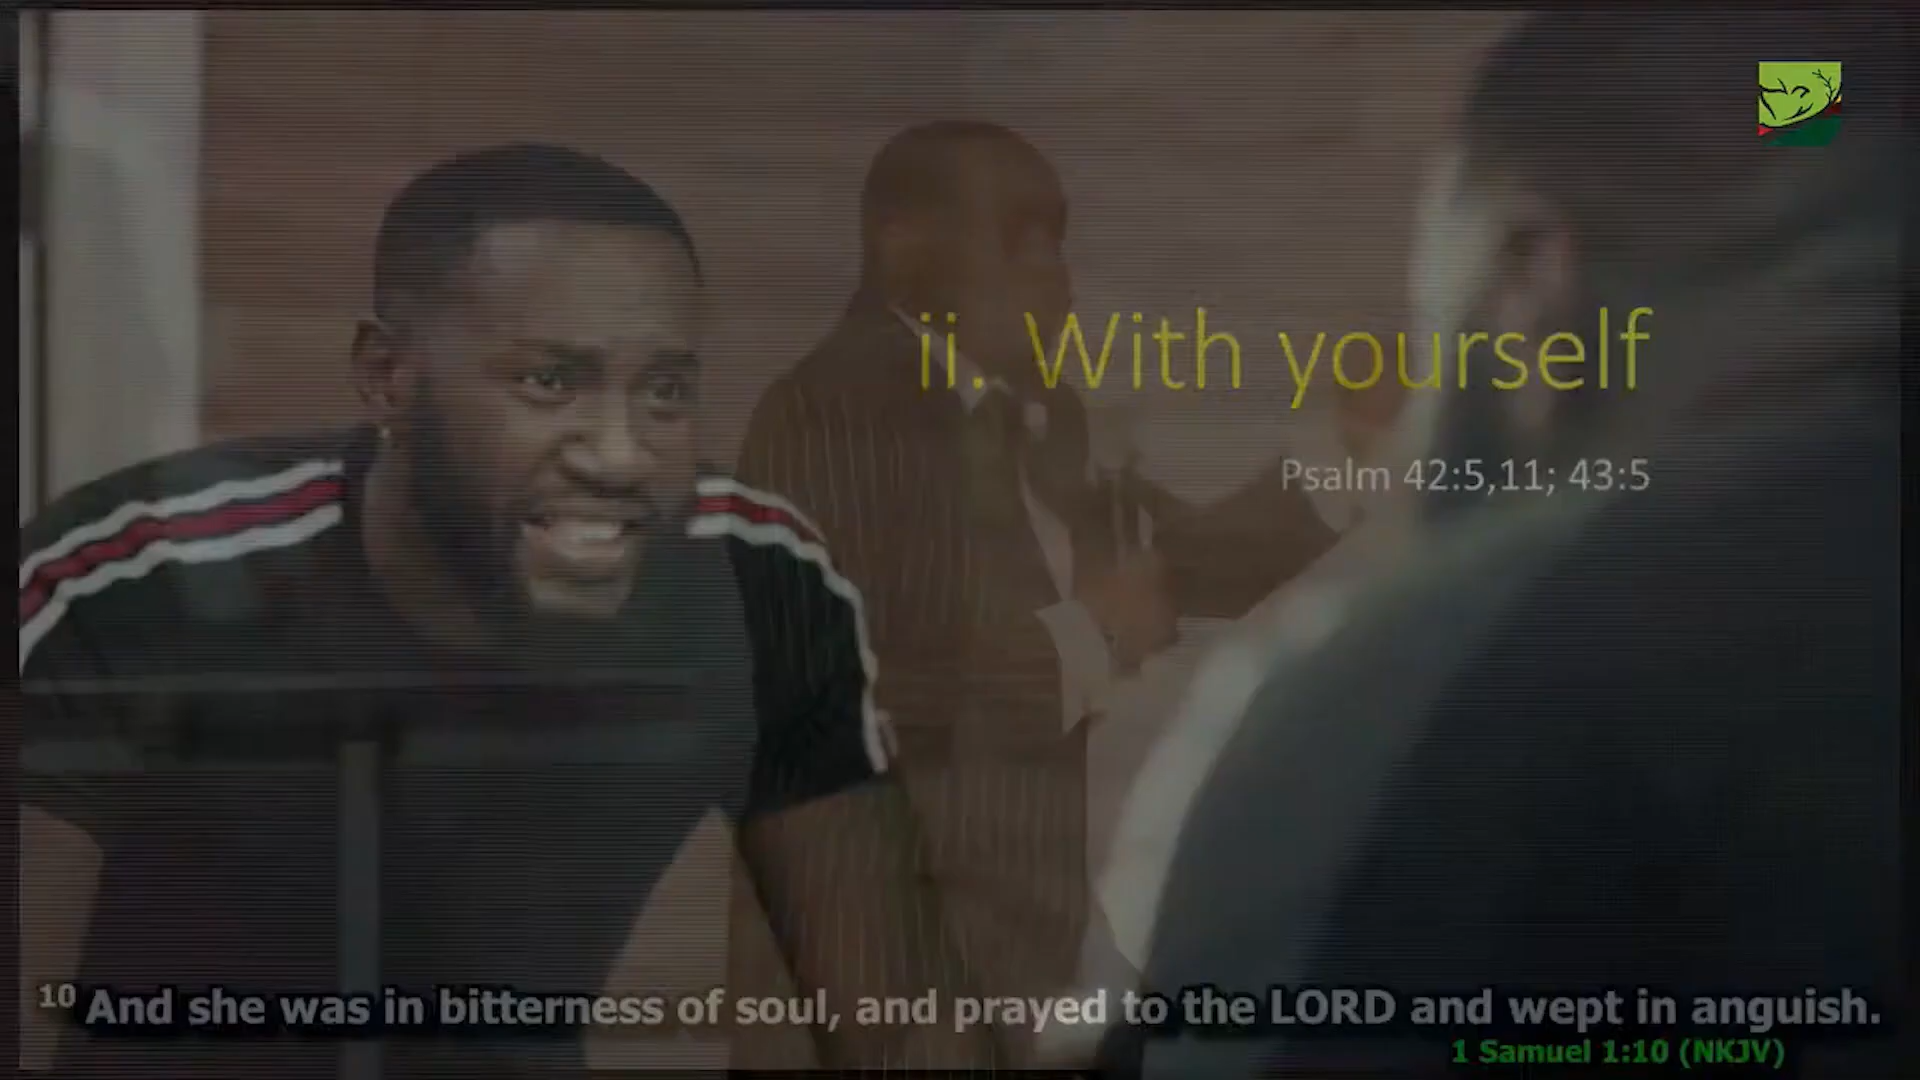 ii. With yourself
Psalm 42:5,11; 43:5
10 And she was in bitterness of soul, and prayed to the LORD and wept in anguish.
1 Samuel 1:10 (NKJV)